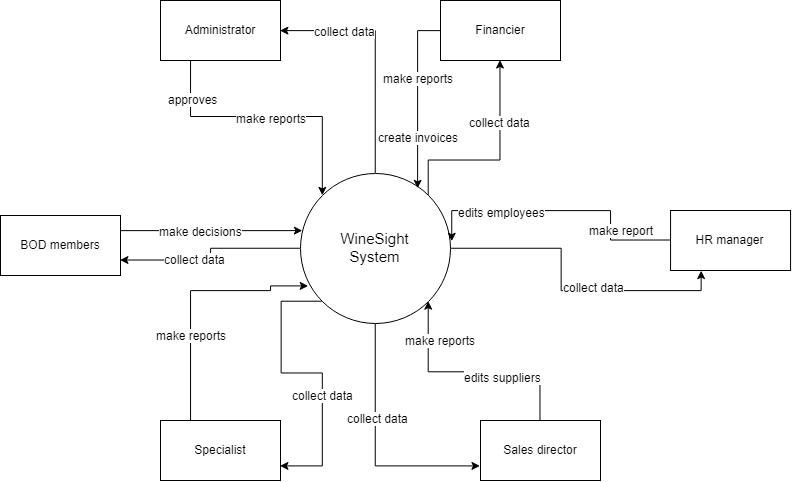 Administrator
collect data
Financier
make reports
approves
make reports
collect data
create invoices
edits employees
make decisions
make report
WineSight
System
HR manager
BOD members
collect data
collect data
make reports
make reports
edits suppliers
collect data
collect data
Specialist
Sales director